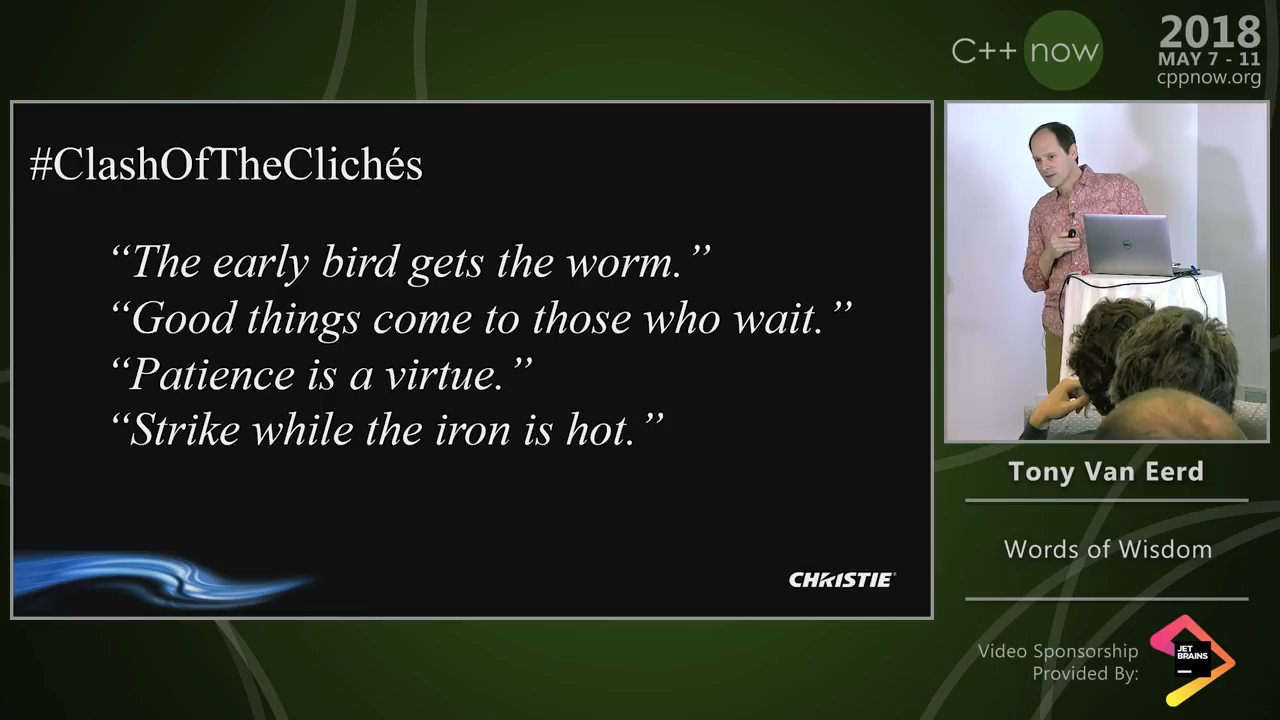 C++ now
2018
MAY 7 - 11
cppnow.org
#ClashOfTheClichés
“The early bird gets the worm.”
“Good things come to those who wait.”
“Patience is a virtue.”
“Strike while the iron is hot.”
CHRISTIE
Tony Van Eerd
Words of Wisdom
Video Sponsorship
Provided By:
JET
BRAINS